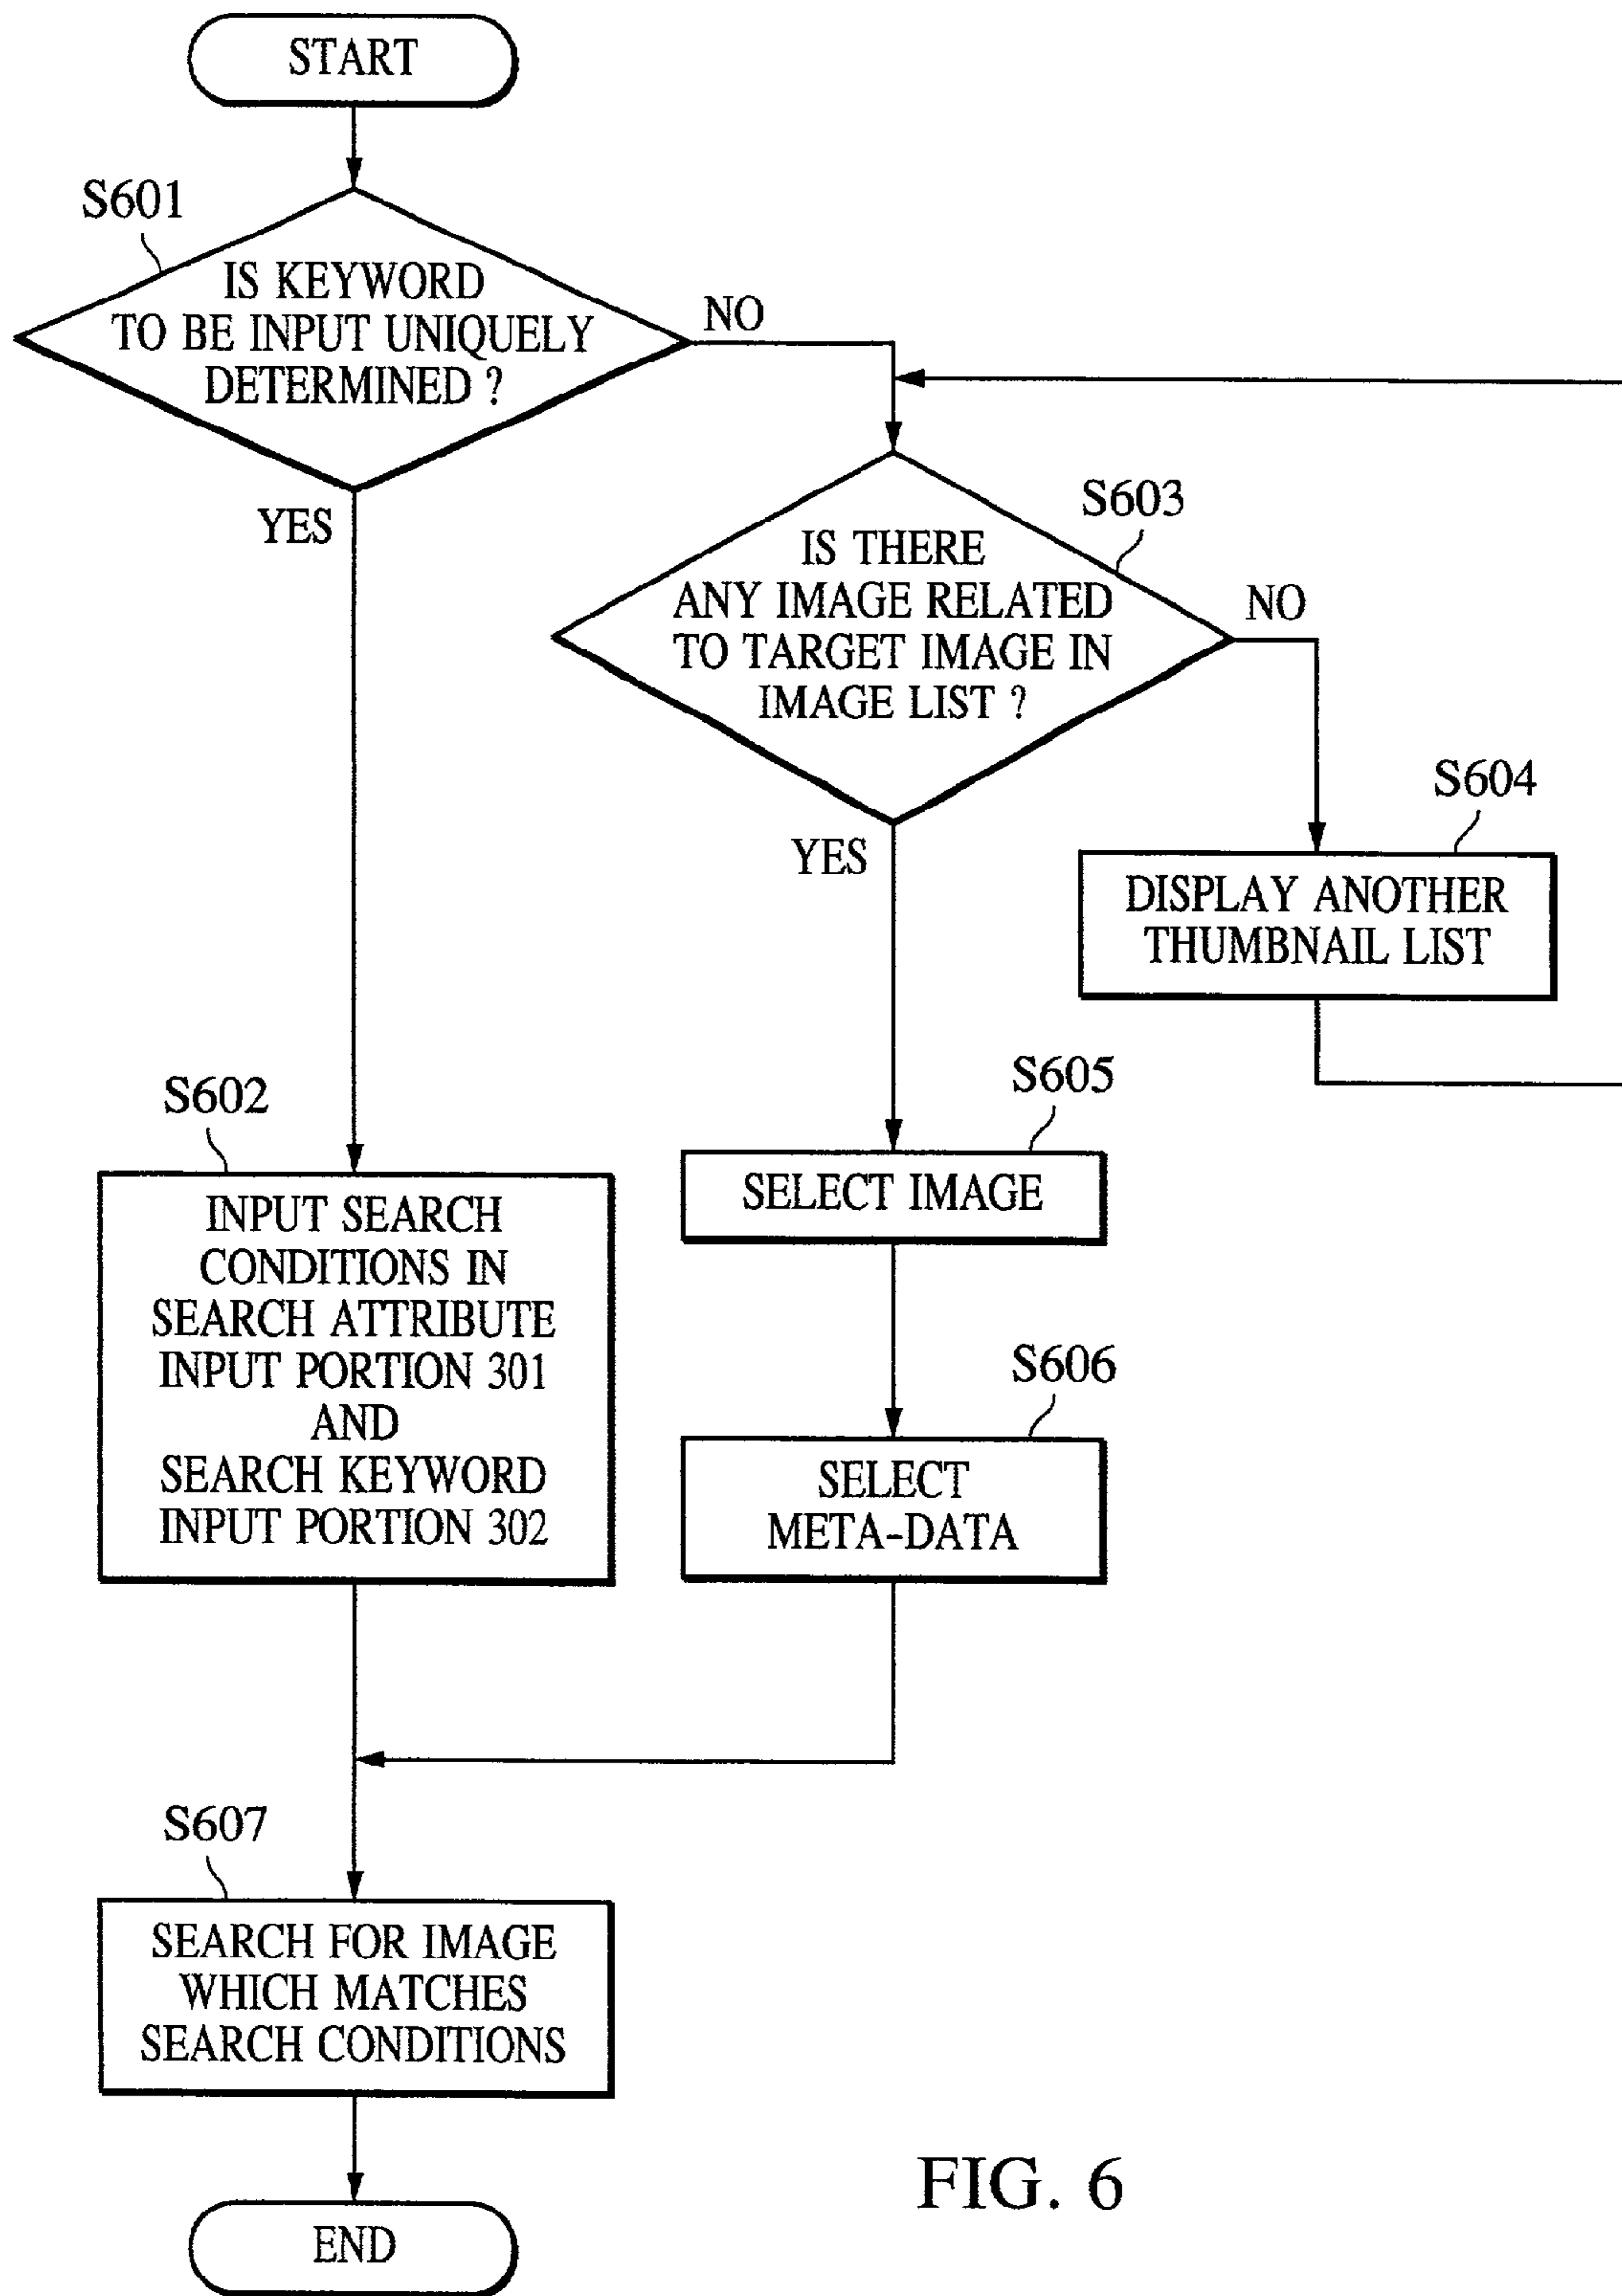 START
S601
IS KEYWORD
TO BE INPUT UNIQUELY
DETERMINED ?
NO
YES
S603
IS THERE
ANY IMAGE RELATED
TO TARGET IMAGE IN
IMAGE LIST ?
NO
YES
S604
DISPLAY ANOTHER
THUMBNAIL LIST
S602
INPUT SEARCH
CONDITIONS IN
SEARCH ATTRIBUTE
INPUT PORTION 301
AND
SEARCH KEYWORD
INPUT PORTION 302
S605
SELECT IMAGE
S606
SELECT
META-DATA
S607
SEARCH FOR IMAGE
WHICH MATCHES
SEARCH CONDITIONS
END
FIG. 6